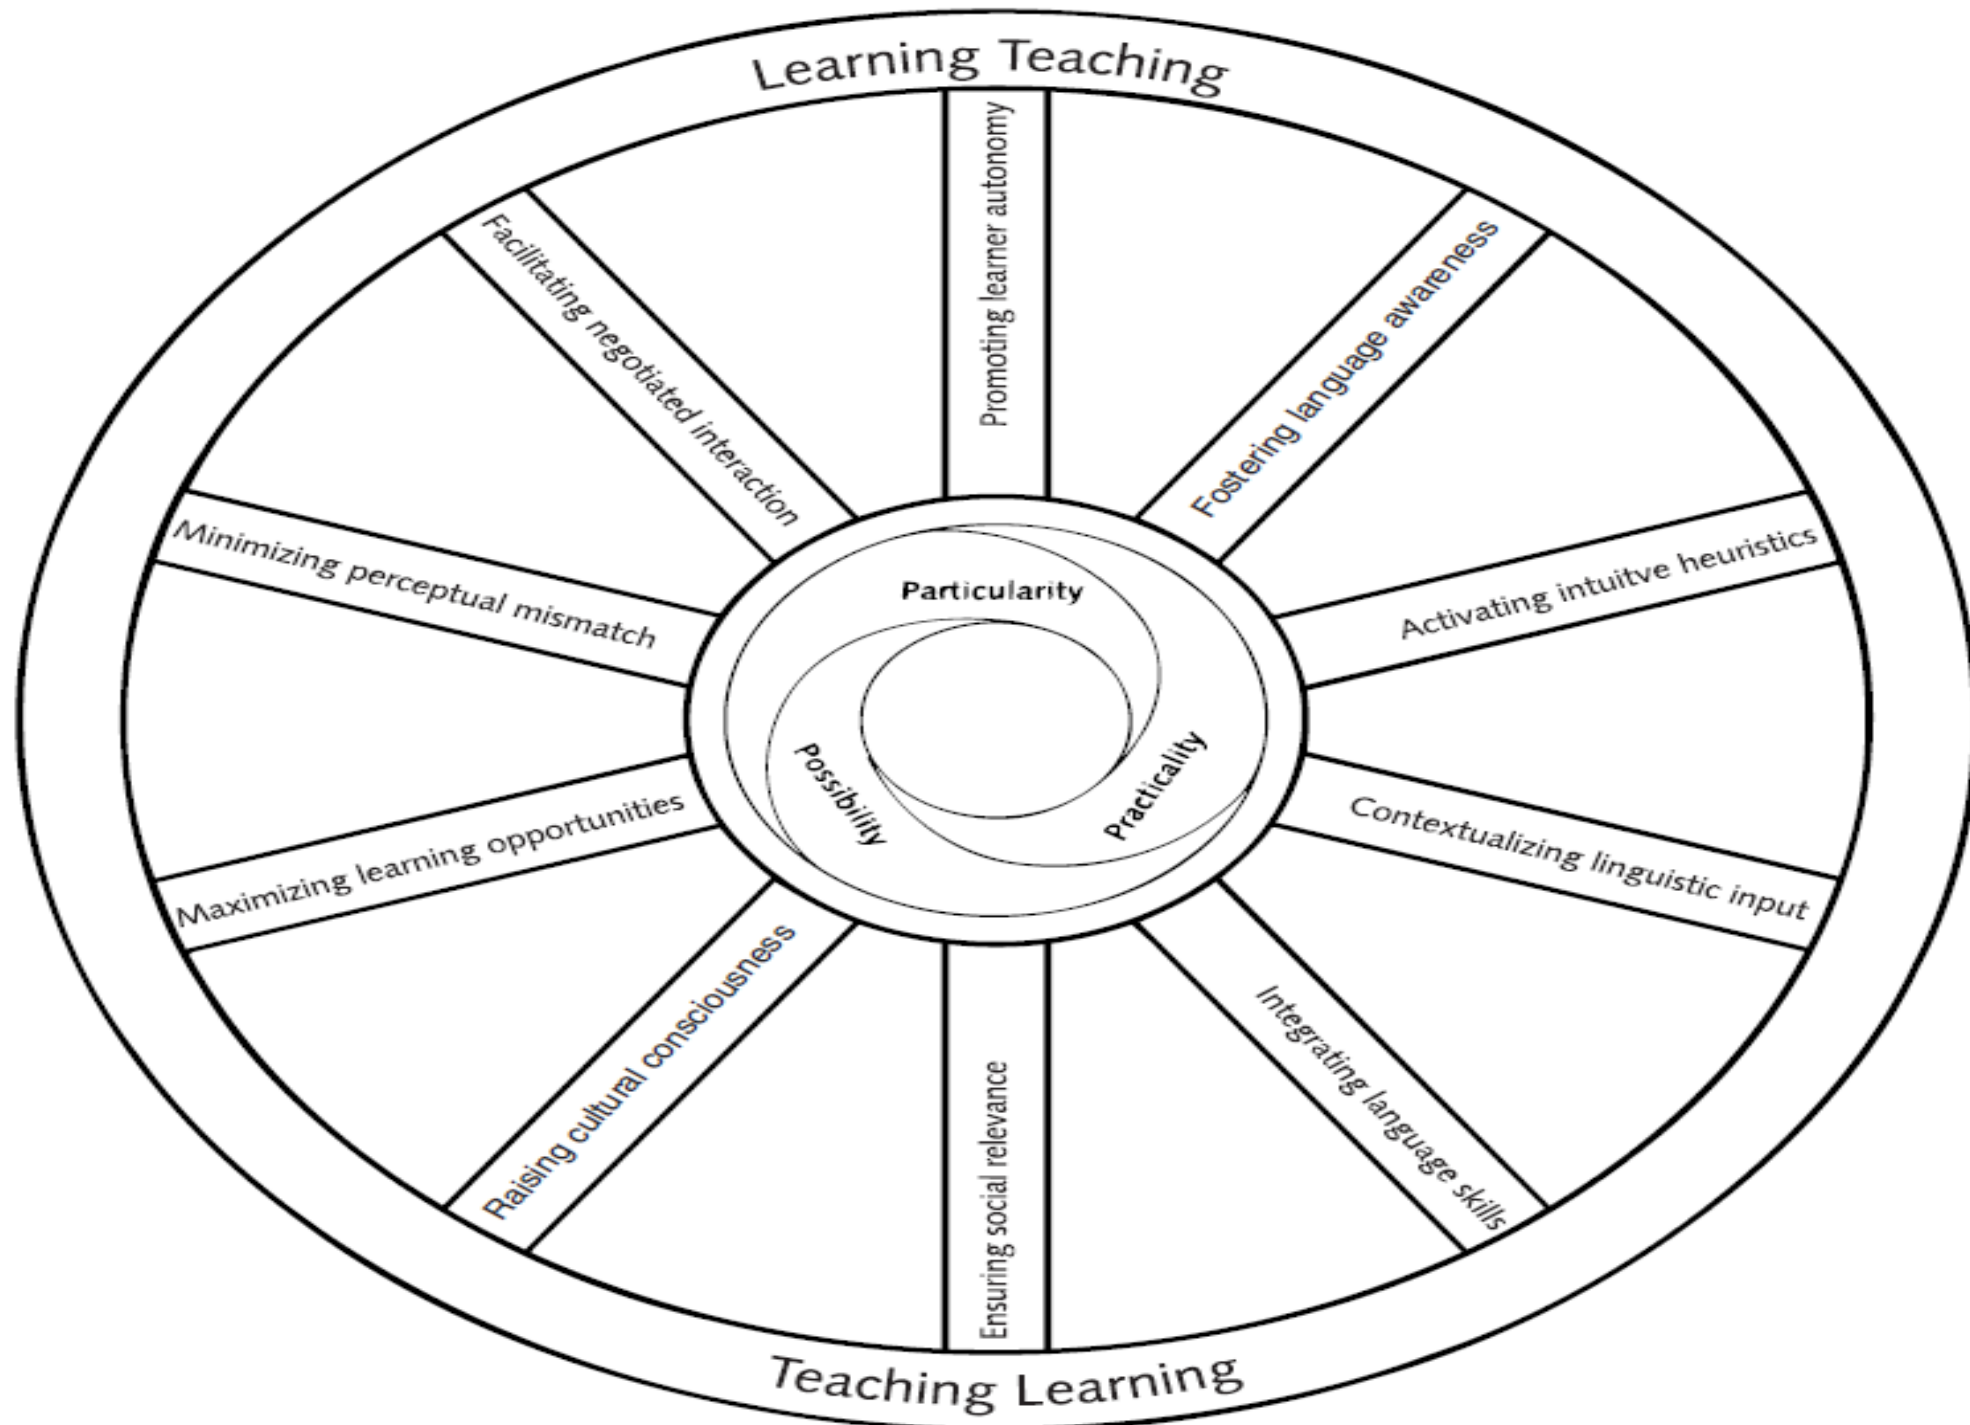 Learning Teaching
Promoting learner autonomy
Fostering language awareness
Activating intuitve heuristics
Contextualizing linguistic input
Integrating language skills
Ensuring social relevance
Raising cultural consciousness
Maximizing learning opportunities
Minimizing perceptual mismatch
Facilitating negotiated interaction
Particularity
Practicality
Possibility
Teaching Learning